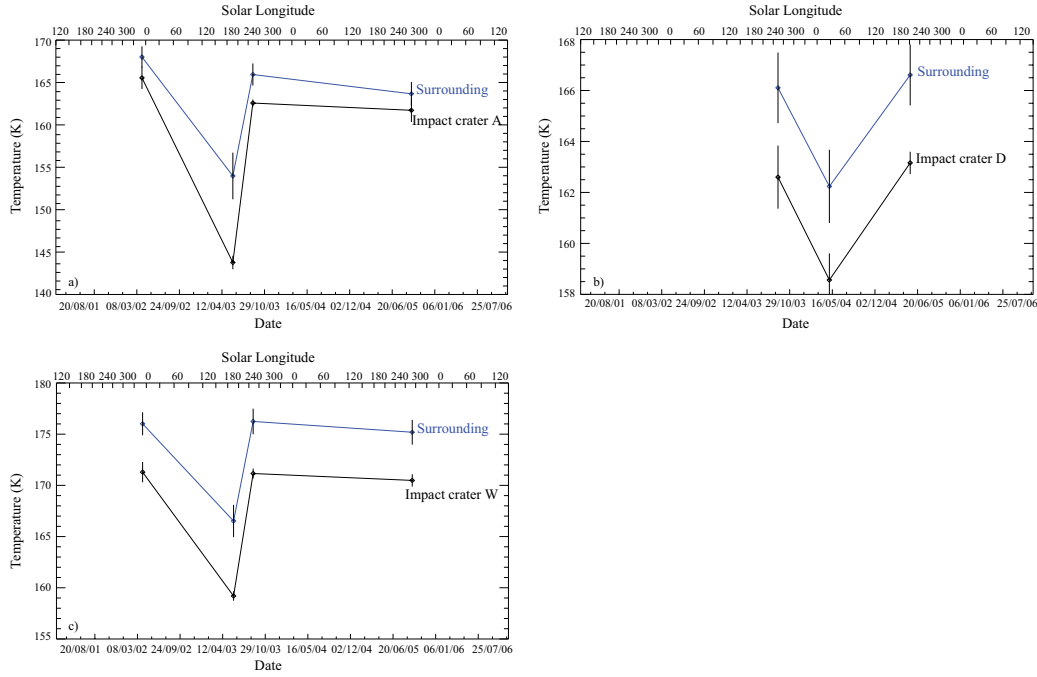 Solar Longitude
120 180 240 300 0 60 120 180 240 300 0 60 120 180 240 300 0 60 120
170
165
160
155
150
145
140
Temperature (K)
Surrounding
Impact crater A
a)
20/08/01 08/03/02 24/09/02 12/04/03 29/10/03 16/05/04 02/12/04 20/06/05 06/01/06 25/07/06
Date
Solar Longitude
120 180 240 300 0 60 120 180 240 300 0 60 120 180 240 300 0 60 120
168
166
164
162
160
158
Temperature (K)
Surrounding
Impact crater D
b)
20/08/01 08/03/02 24/09/02 12/04/03 29/10/03 16/05/04 02/12/04 20/06/05 06/01/06 25/07/06
Date
Solar Longitude
120 180 240 300 0 60 120 180 240 300 0 60 120 180 240 300 0 60 120
180
175
170
165
160
155
Temperature (K)
Surrounding
Impact crater W
c)
20/08/01 08/03/02 24/09/02 12/04/03 29/10/03 16/05/04 02/12/04 20/06/05 06/01/06 25/07/06
Date